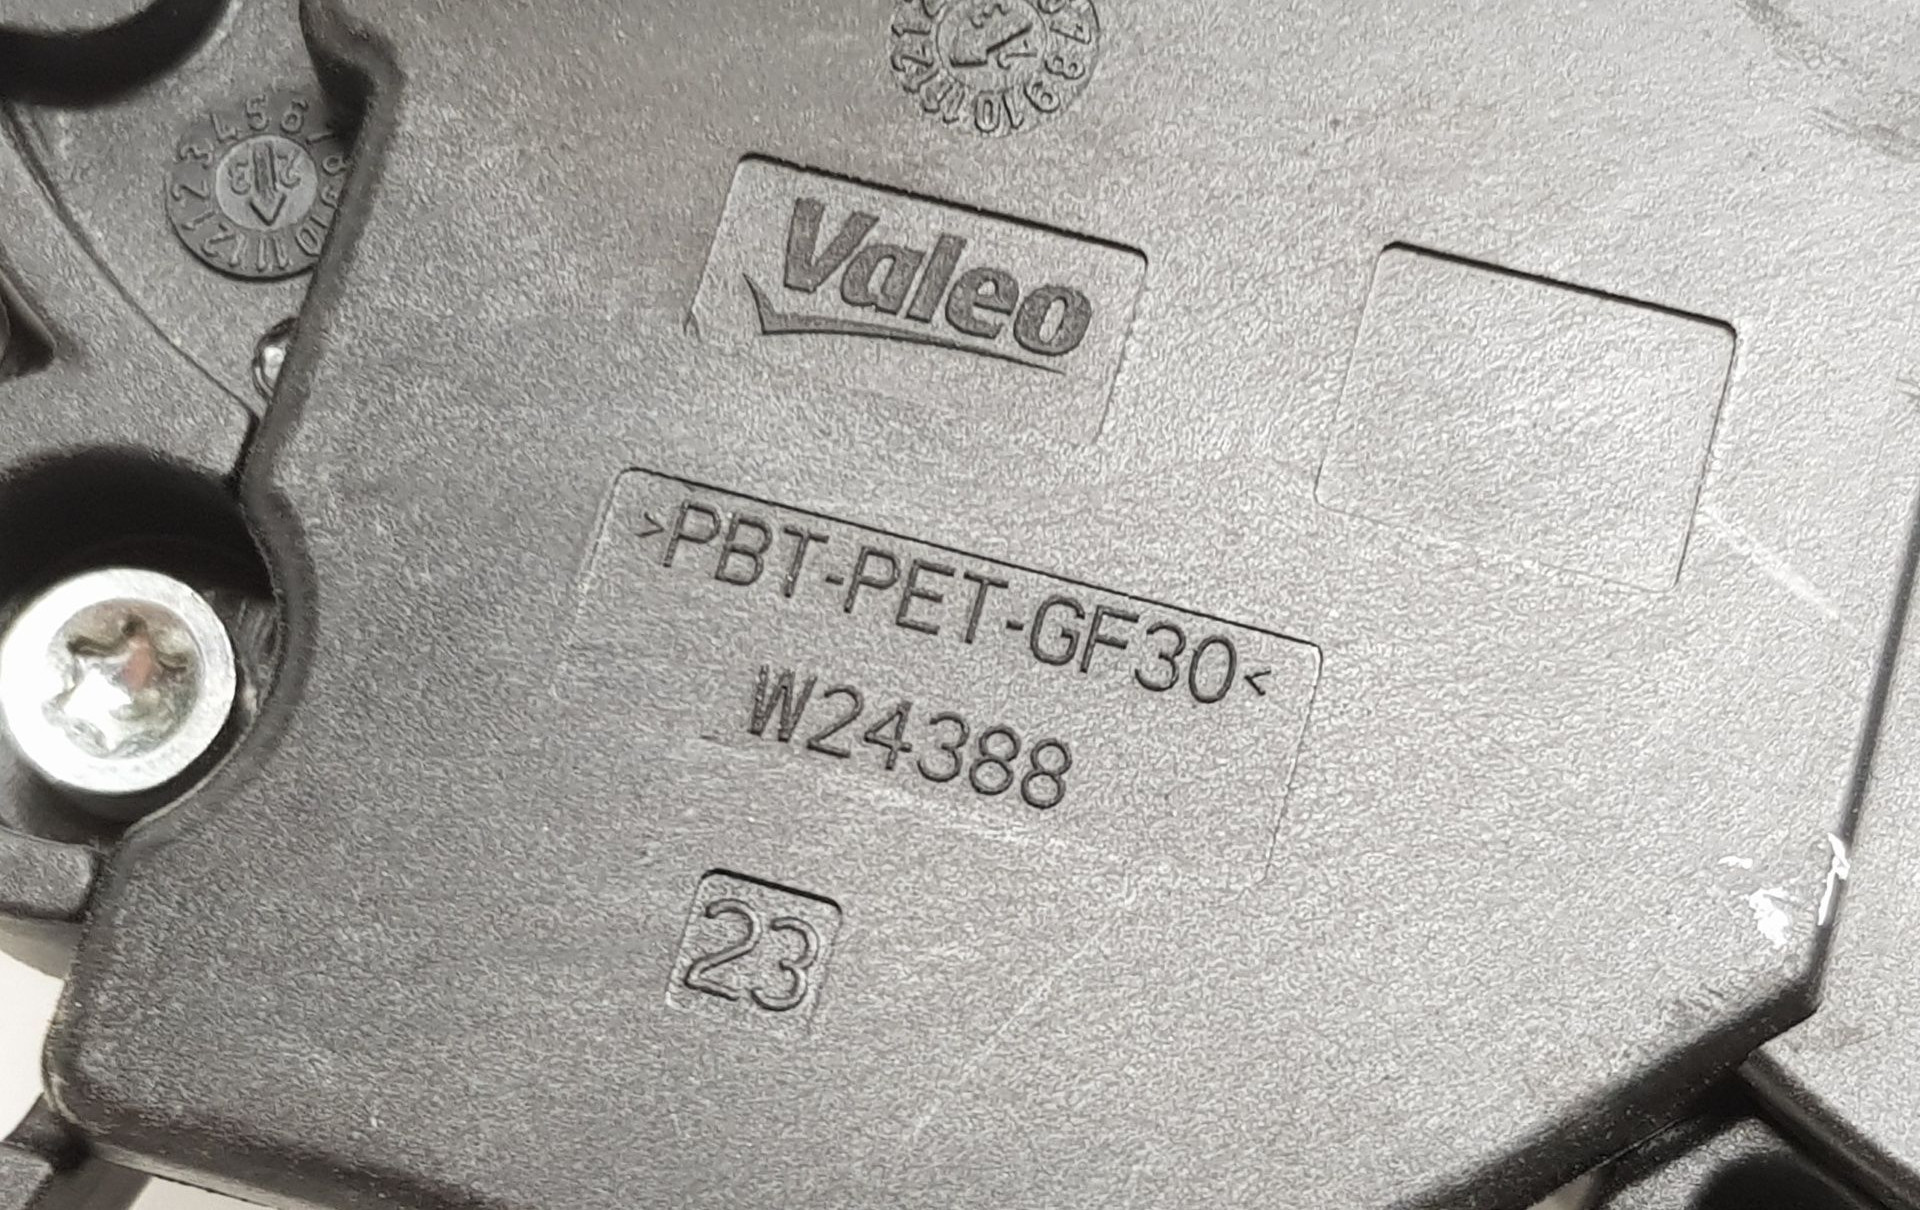 Valeo
>PBT-PET-GF30<
W24388
23